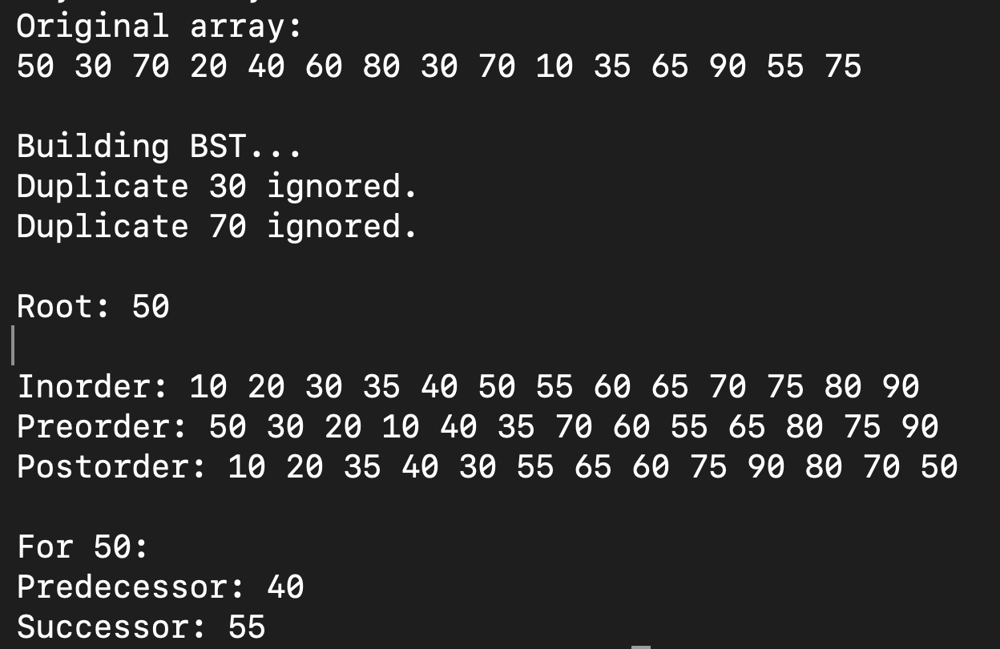 Original array:
50 30 70 20 40 60 80 30 70 10 35 65 90 55 75
Building BST...
Duplicate 30 ignored.
Duplicate 70 ignored.
Root: 50
Inorder: 10 20 30 35 40 50 55 60 65 70 75 80 90
Preorder: 50 30 20 10 40 35 70 60 55 65 80 75 90
Postorder: 10 20 35 40 30 55 65 60 75 90 80 70 50
For 50:
Predecessor: 40
Successor: 55